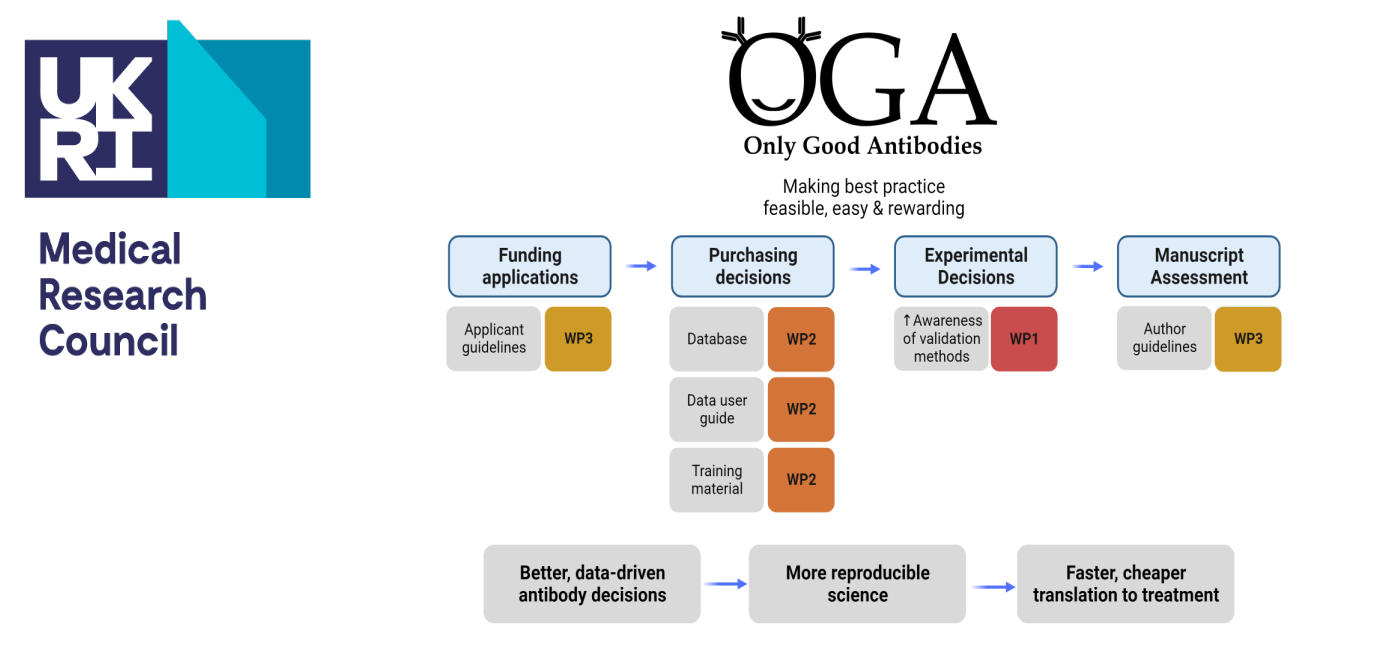 UK
RI
Medical
Research
Council
OGA
Only Good Antibodies
Making best practice
feasible, easy & rewarding
Funding
applications
Purchasing
decisions
Experimental
Decisions
Manuscript
Assessment
Applicant
guidelines
WP3
Database
WP2
↑ Awareness
of validation
methods
WP1
Author
guidelines
WP3
Data user
guide
WP2
Training
material
WP2
Better, data-driven
antibody decisions
More reproducible
science
Faster, cheaper
translation to treatment